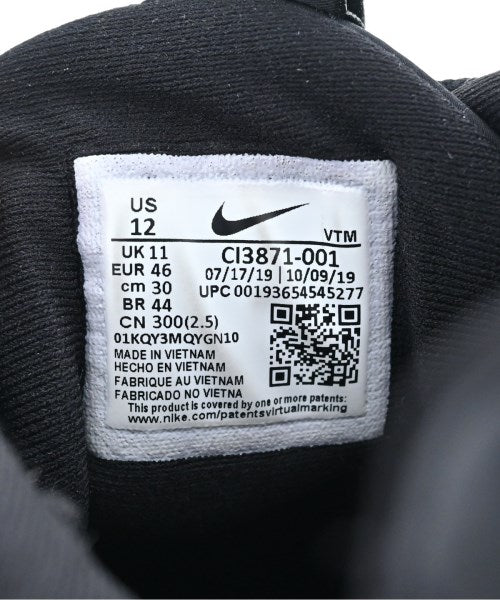 US
12
VTM
UK 11
EUR 46
cm 30
BR 44
CN 300(2.5)
01KQY3MQYGN10
CI3871-001
07/17/19 | 10/09/19
UPC 00193654545277
MADE IN VIETNAM
HECHO EN VIETNAM
FABRIQUE AU VIETNAM
FABRICADO NO VIETNA
This product is covered by one or more patents
www.nike.com/patentsvirtualmarking